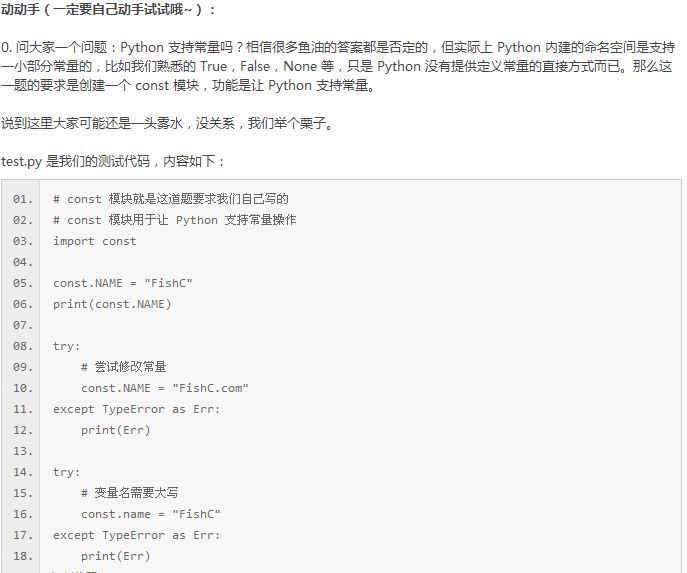 动动手（一定要自己动手试试哦~）：
0. 问大家一个问题：Python 支持常量吗？相信很多鱼油的答案都是否定的，但实际上 Python 内建的命名空间是支持
一小部分常量的，比如我们熟悉的 True，False，None 等，只是 Python 没有提供定义常量的直接方式而已。那么这
一题的要求是创建一个 const 模块，功能是让 Python 支持常量。
说到这里大家可能还是一头雾水，没关系，我们举个栗子。
test.py 是我们的测试代码，内容如下：
01. # const 模块就是这道题要求我们自己写的
02. # const 模块用于让 Python 支持常量操作
03. import const
04.
05. const.NAME = "FishC"
06. print(const.NAME)
07.
08. try:
09. # 尝试修改常量
10. const.NAME = "FishC.com"
11. except TypeError as Err:
12. print(Err)
13.
14. try:
15. # 变量名需要大写
16. const.name = "FishC"
17. except TypeError as Err:
18. print(Err)